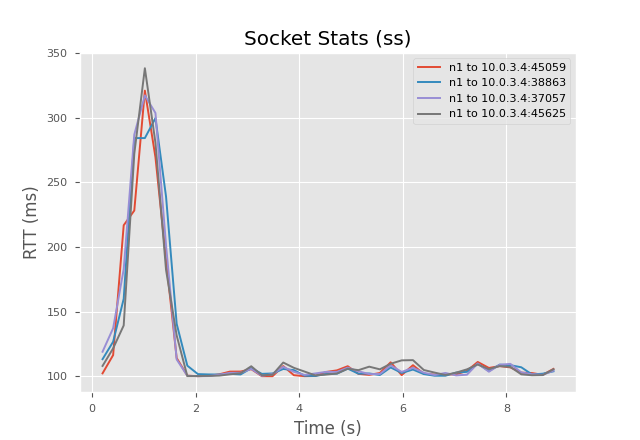 Socket Stats (ss)
350
300
250
200
150
100
RTT (ms)
n1 to 10.0.3.4:45059
n1 to 10.0.3.4:38863
n1 to 10.0.3.4:37057
n1 to 10.0.3.4:45625
0 2 4 6 8
Time (s)